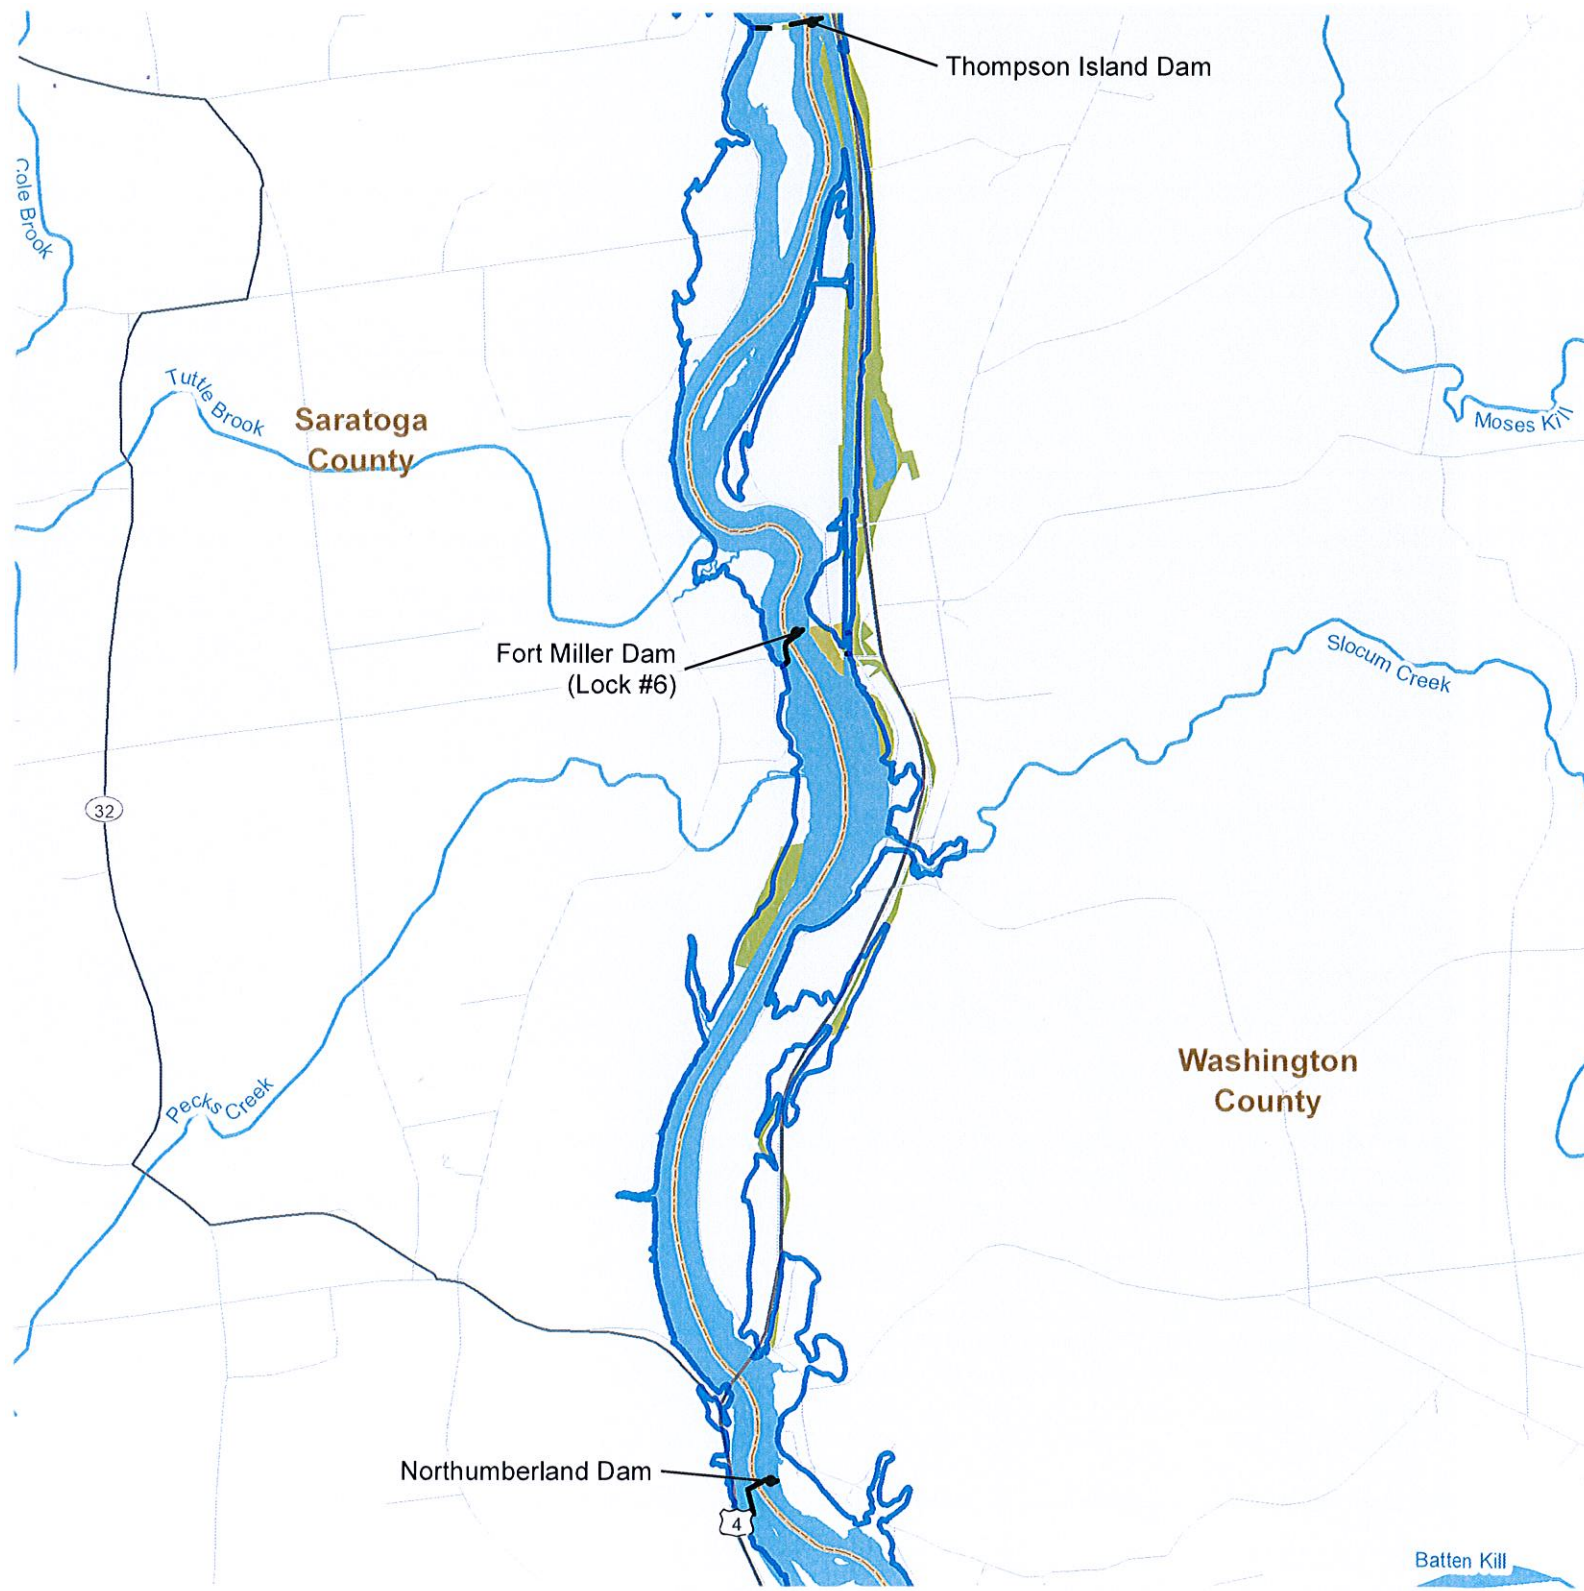 Thompson Island Dam
Cole Brook
Tuttle Brook
Saratoga
County
Moses Kill
Fort Miller Dam
(Lock #6)
Slocum Creek
32
Washington
County
Pecks Creek
Northumberland Dam
4
Batten Kill